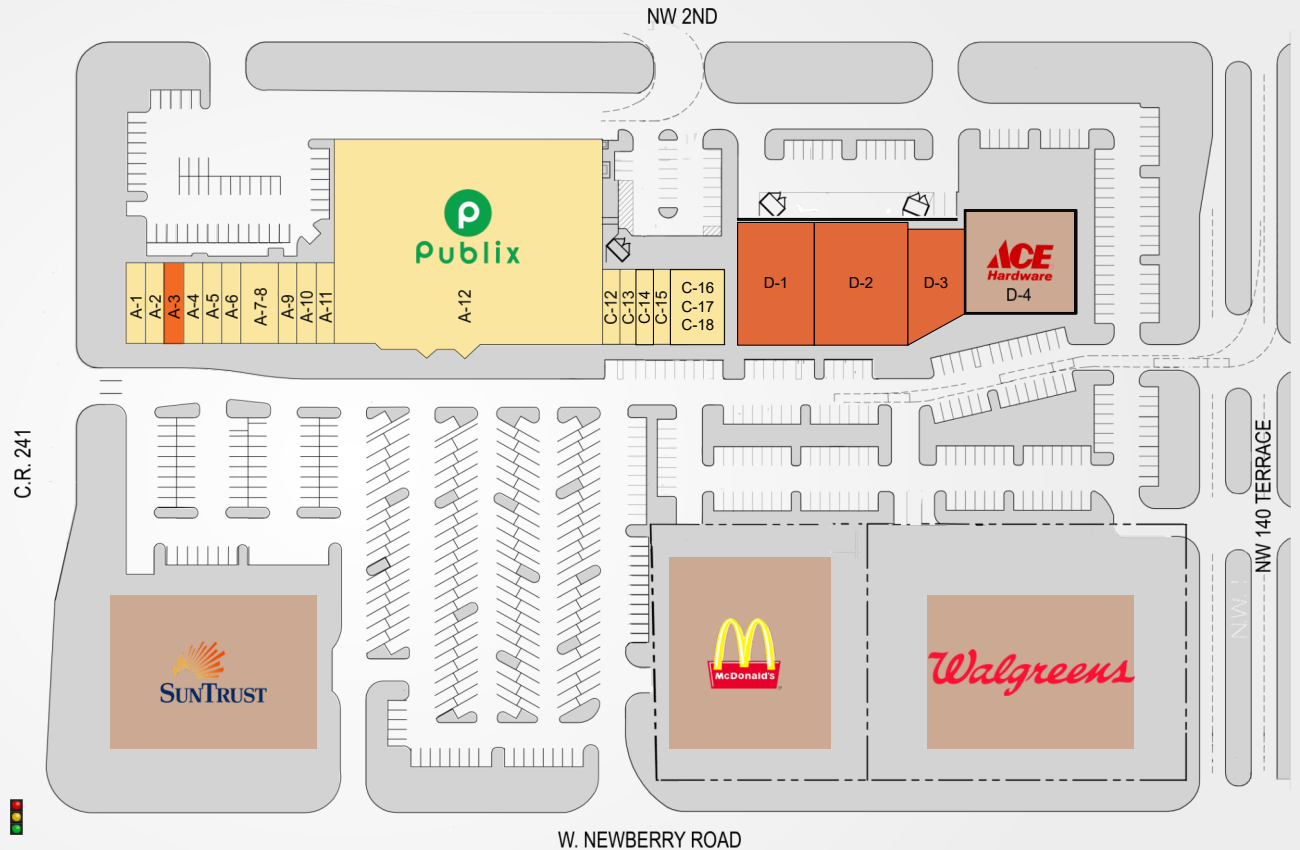 NW 2ND
p
Publix
A-1
A-2
A-3
A-4
A-5
A-6
A-7-8
A-9
A-10
A-11
A-12
C-12
C-13
C-14
C-15
C-16
C-17
C-18
D-1
D-2
D-3
ACE
Hardware
D-4
C.R. 241
NW 140 TERRACE
N.W. 1
SUNTRUST
McDonald's
Walgreens
W. NEWBERRY ROAD